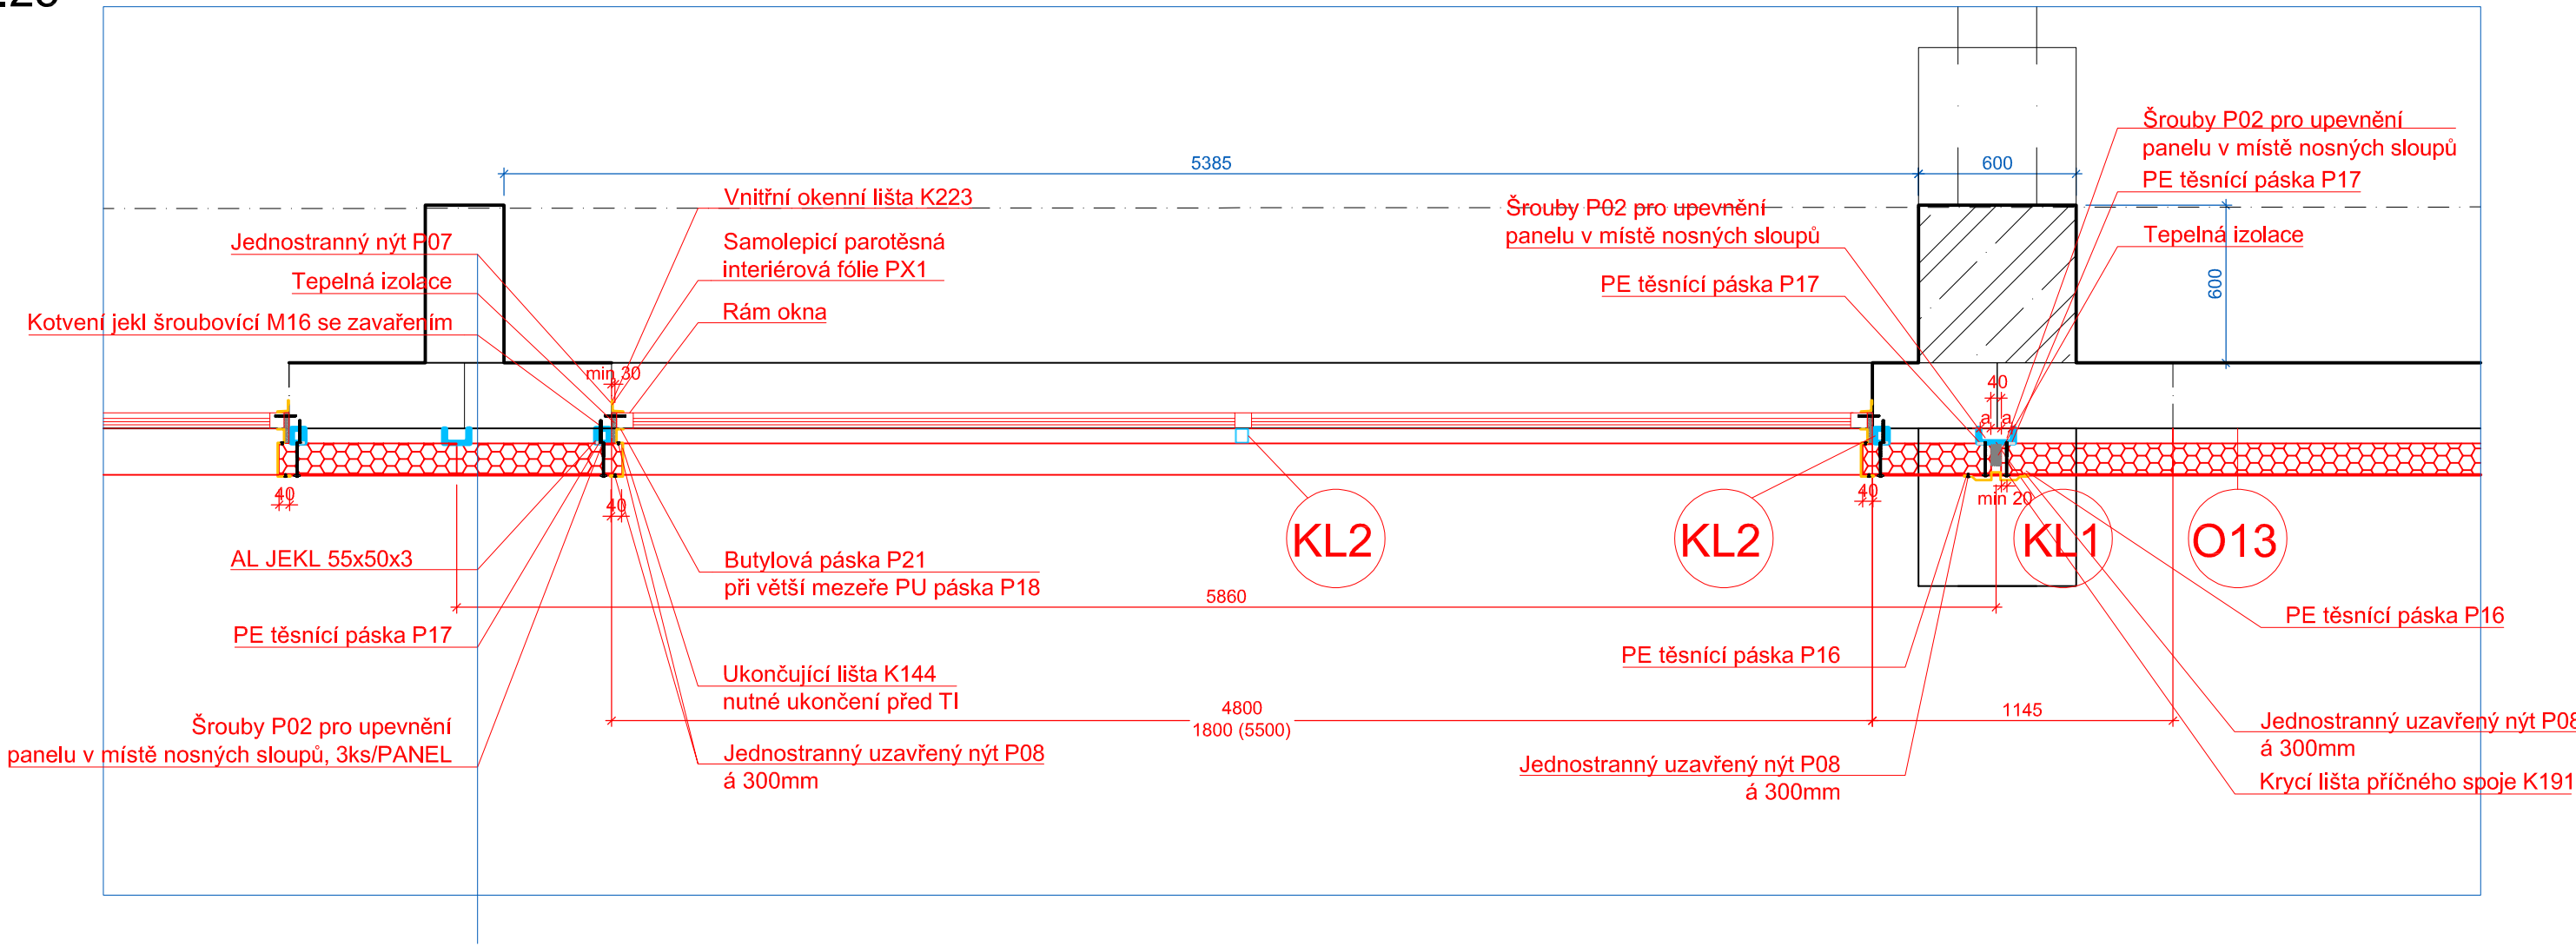 5385
600
Šrouby P02 pro upevnění
panelu v místě nosných sloupů
PE těsnící páska P17
Tepelná izolace
600
Šrouby P02 pro upevnění
panelu v místě nosných sloupů
PE těsnící páska P17
Vnitřní okenní lišta K223
Samolepicí parotěsná
interiérová fólie PX1
Rám okna
Jednostranný nýt P07
Tepelná izolace
Kotvení jekl šroubovící M16 se zavařením
min 30
40
a
a
40
40
40
min 20
KL2
KL2
KL1
O13
AL JEKL 55x50x3
PE těsnící páska P17
Šrouby P02 pro upevnění
panelu v místě nosných sloupů, 3ks/PANEL
Butylová páska P21
při větší mezeře PU páska P18
5860
Ukončující lišta K144
nutné ukončení před TI
Jednostranný uzavřený nýt P08
á 300mm
4800
1800 (5500)
1145
PE těsnící páska P16
PE těsnící páska P16
Jednostranný uzavřený nýt P08
á 300mm
Jednostranný uzavřený nýt P08
á 300mm
Krycí lišta příčného spoje K191